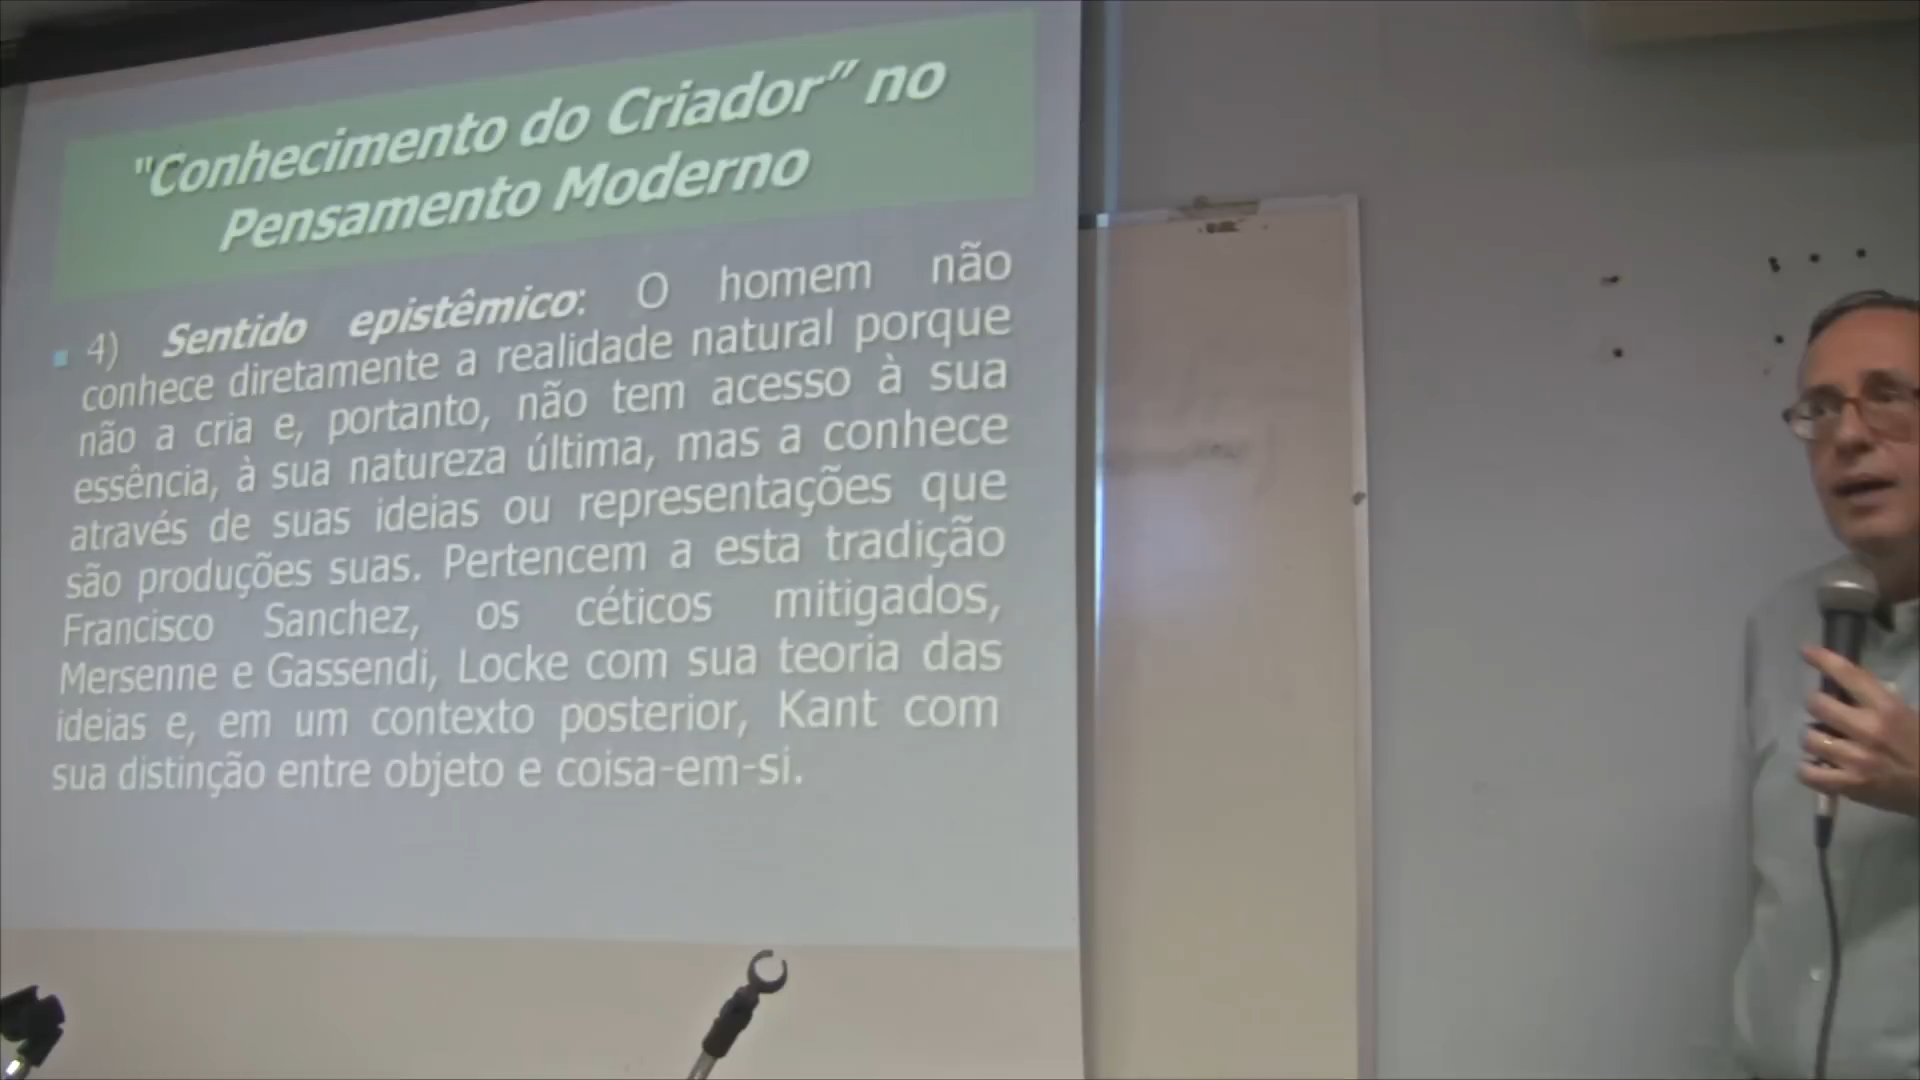 "Conhecimento do Criador” no
Pensamento Moderno
4) Sentido epistêmico: O homem não
conhece diretamente a realidade natural porque
não a cria e, portanto, não tem acesso à sua
essência, à sua natureza última, mas a conhece
através de suas ideias ou representações que
são produções suas. Pertencem a esta tradição
Francisco Sanchez, os céticos mitigados,
Mersenne e Gassendi, Locke com sua teoria das
ideias e, em um contexto posterior, Kant com
sua distinção entre objeto e coisa-em-si.